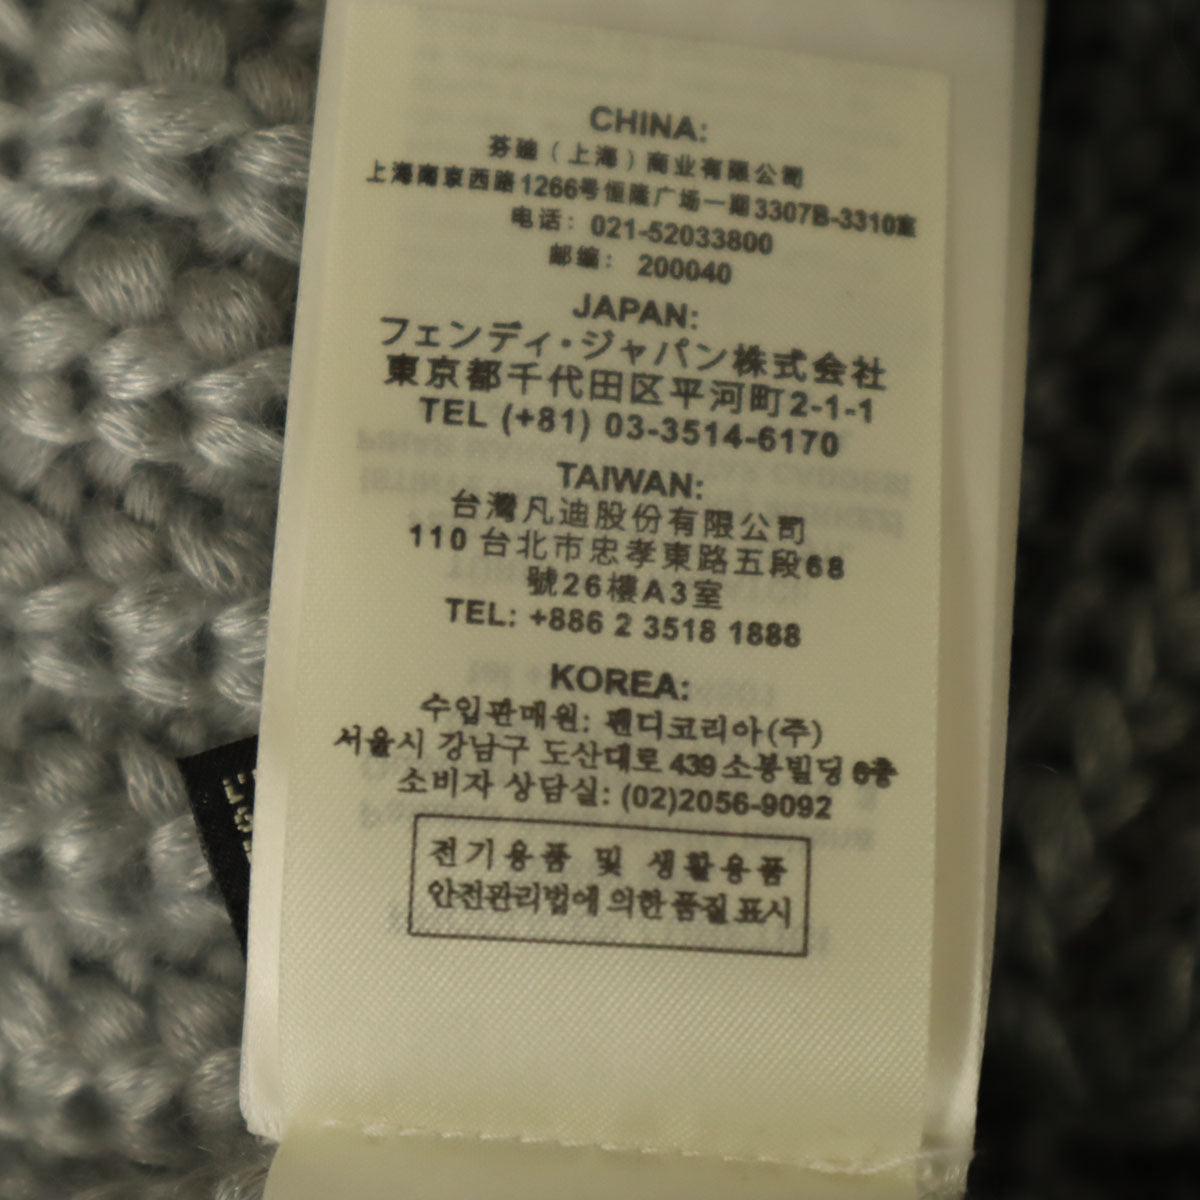 CHINA:
芬迪（上海）商业有限公司
上海南京西路1266号恒隆广场一期3307B-3310室
电话：021-52033800
邮编：200040
JAPAN:
フェンディ・ジャパン株式会社
東京都千代田区平河町2-1-1
TEL (+81) 03-3514-6170
TAIWAN:
台灣凡迪股份有限公司
110 台北市忠孝東路五段68
號26樓A3室
TEL: +886 2 3518 1888
KOREA:
수입판매원: 펜디코리아(주)
서울시 강남구 도산대로 439 소봉빌딩 6층
소비자 상담실: (02)2056-9092
전기용품 및 생활용품
안전관리법에 의한 품질 표시